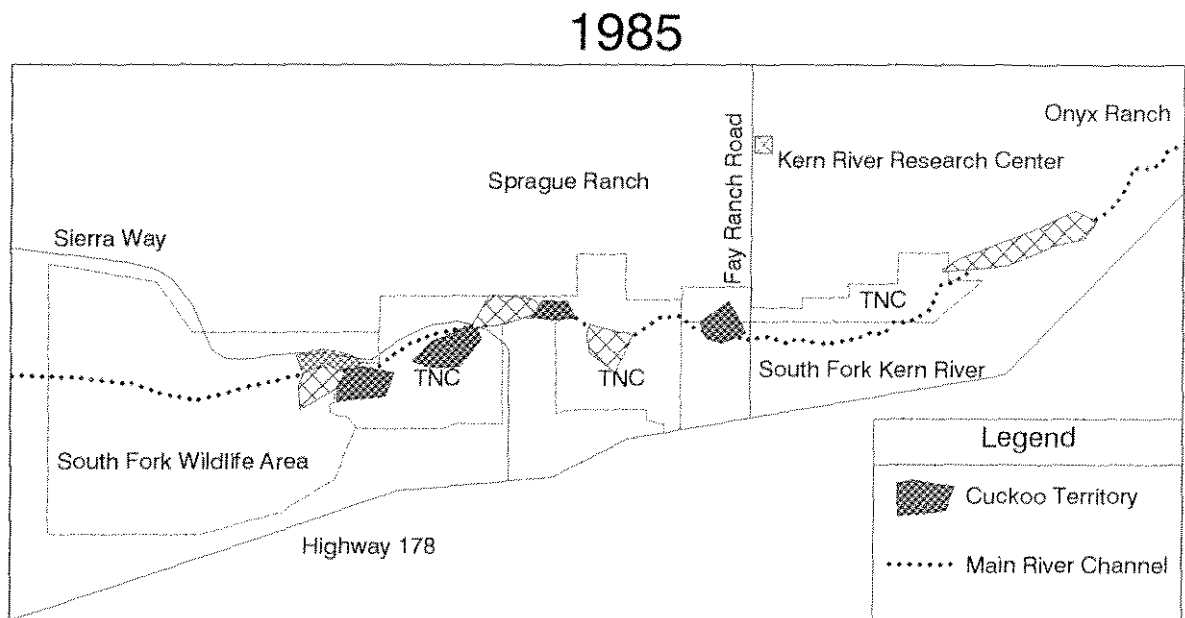 1985
Onyx Ranch
Fay Ranch Road
Kern River Research Center
Sprague Ranch
Sierra Way
TNC
TNC
TNC
South Fork Kern River
South Fork Wildlife Area
Highway 178
Legend
Cuckoo Territory
Main River Channel